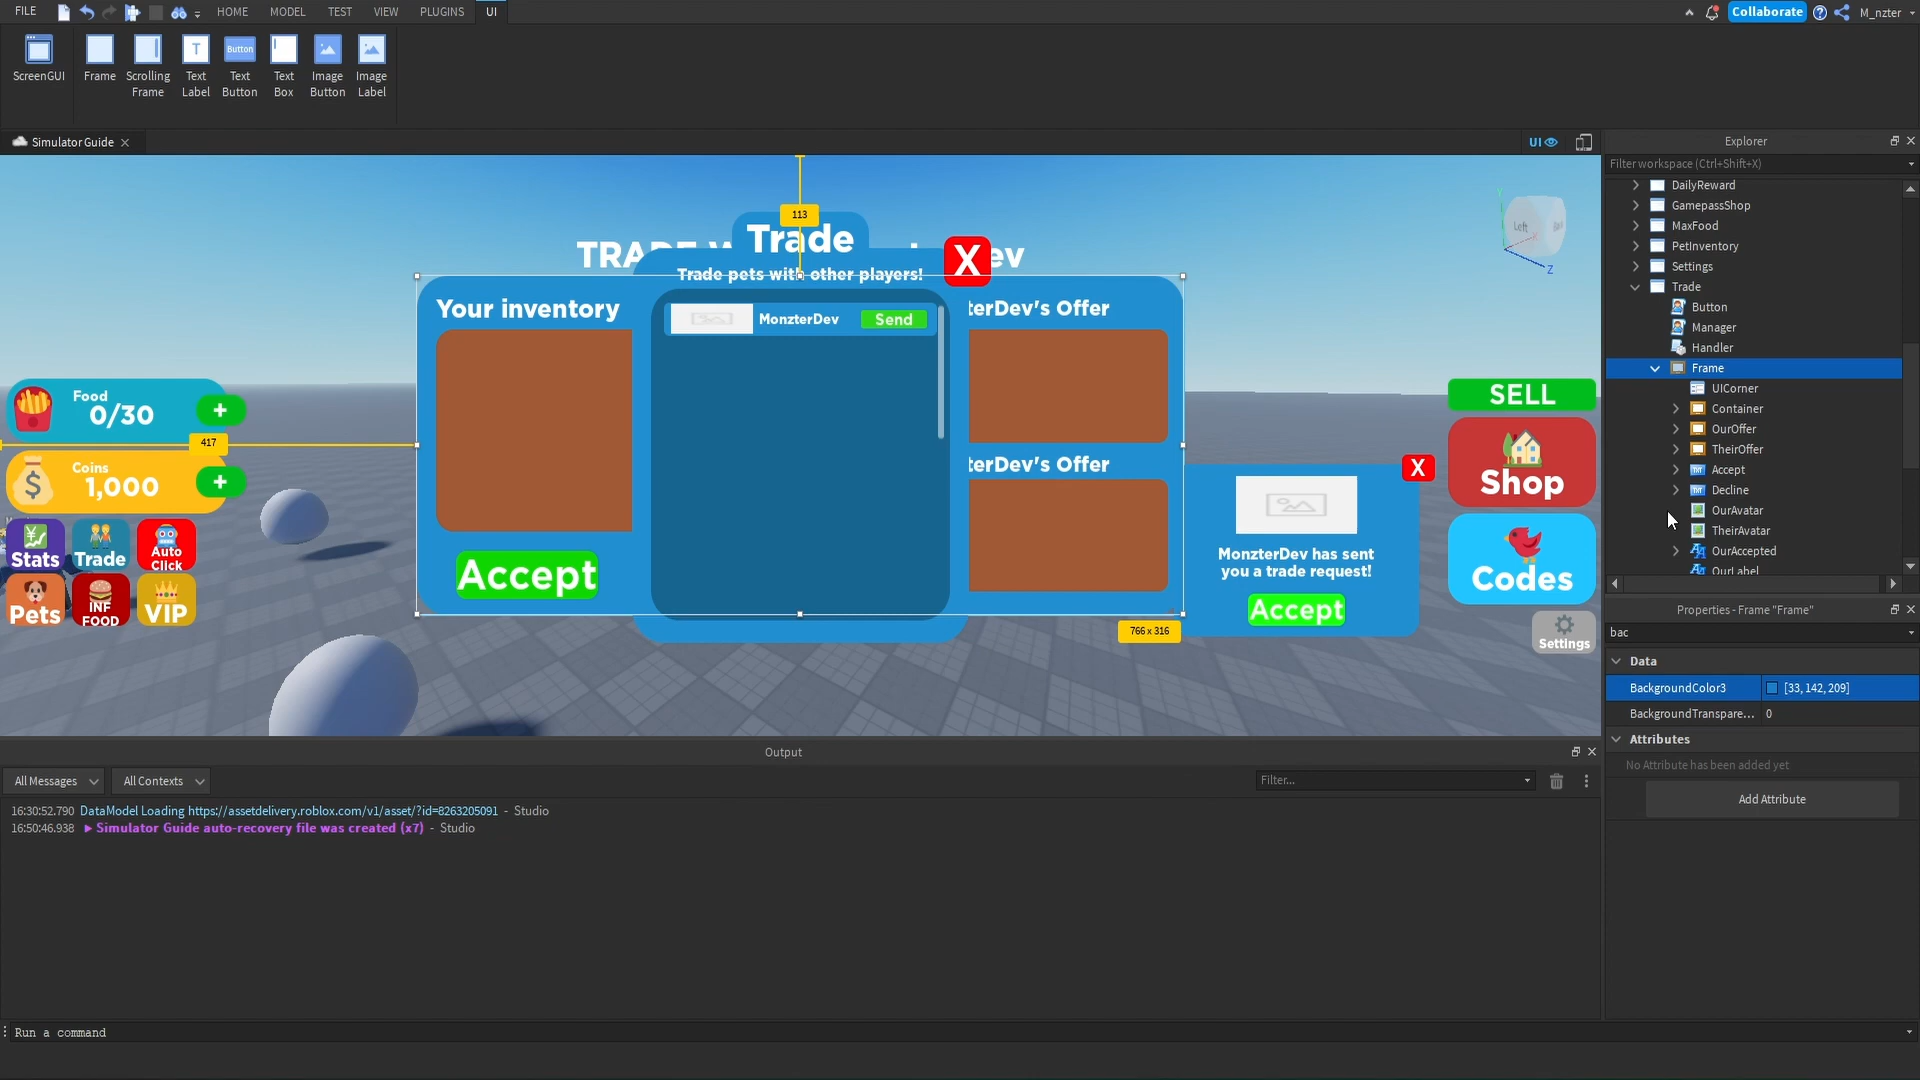 FILE
HOME
MODEL
TEST
VIEW
PLUGINS
UI
Collaborate
M_nzter
ScreenGUI
Frame
Scrolling
Frame
Text
Label
T
Text
Button
Button
Text
Box
Image
Button
Image
Label
Simulator Guide
UI
Explorer
Filter workspace (Ctrl+Shift+X)
DailyReward
GamepassShop
MaxFood
PetInventory
Settings
Trade
Button
Manager
Handler
Frame
UICorner
Container
OurOffer
TheirOffer
Accept
Decline
OurAvatar
TheirAvatar
OurAccepted
OurLabel
Properties - Frame "Frame"
bac
Data
BackgroundColor3
[33, 142, 209]
BackgroundTranspare...
0
Attributes
No Attribute has been added yet
Add Attribute
113
Trade
Trade pets with other players!
X
Your inventory
MonzterDev
Send
terDev's Offer
terDev's Offer
Accept
766 x 316
417
Food
0/30
+
Coins
1,000
+
Stats
Trade
Auto
Click
Pets
INF
FOOD
VIP
X
MonzterDev has sent
you a trade request!
Accept
Left
Z
SELL
Shop
Codes
Settings
Output
All Messages
All Contexts
Filter...
16:30:52.790 DataModel Loading https://assetdelivery.roblox.com/v1/asset/?id=8263205091 - Studio
16:50:46.938 ▶ Simulator Guide auto-recovery file was created (x7) - Studio
Run a command